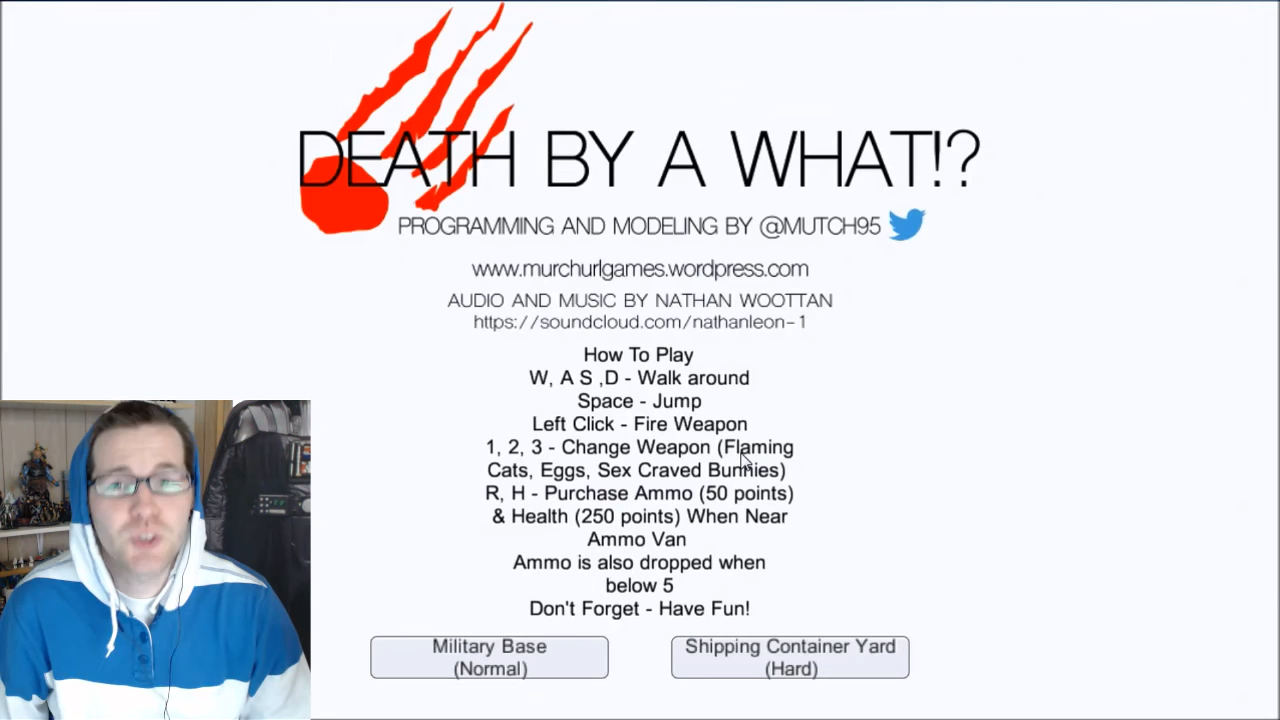 DEATH BY A WHAT!?
PROGRAMMING AND MODELING BY @MUTCH95
www.murchurlgames.wordpress.com
AUDIO AND MUSIC BY NATHAN WOOTTAN
https://soundcloud.com/nathanleon-1
How To Play
W, A S ,D - Walk around
Space - Jump
Left Click - Fire Weapon
1, 2, 3 - Change Weapon (Flaming
Cats, Eggs, Sex Craved Bunnies)
R, H - Purchase Ammo (50 points)
& Health (250 points) When Near
Ammo Van
Ammo is also dropped when
below 5
Don't Forget - Have Fun!
Military Base
(Normal)
Shipping Container Yard
(Hard)